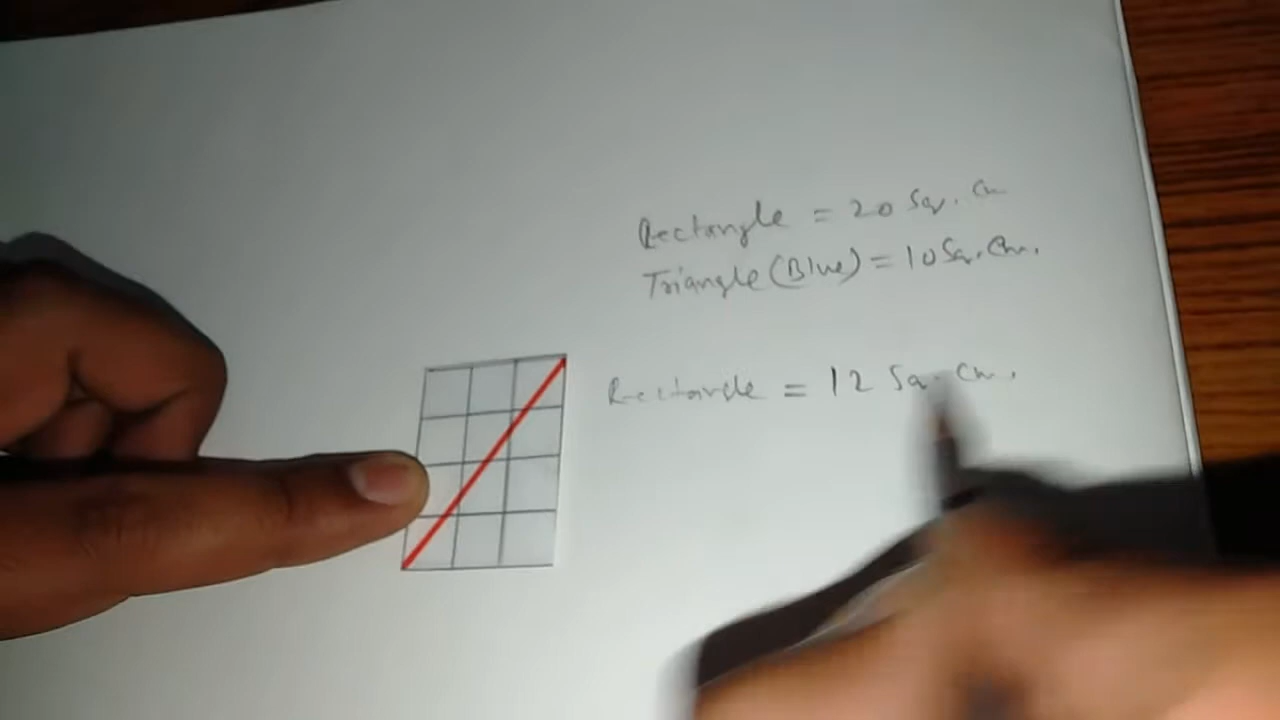 Rectangle = 20 Sq. Cm
Triangle (Blue) = 10 Sq. Cm.
Rectangle = 12 Sq. Cm.